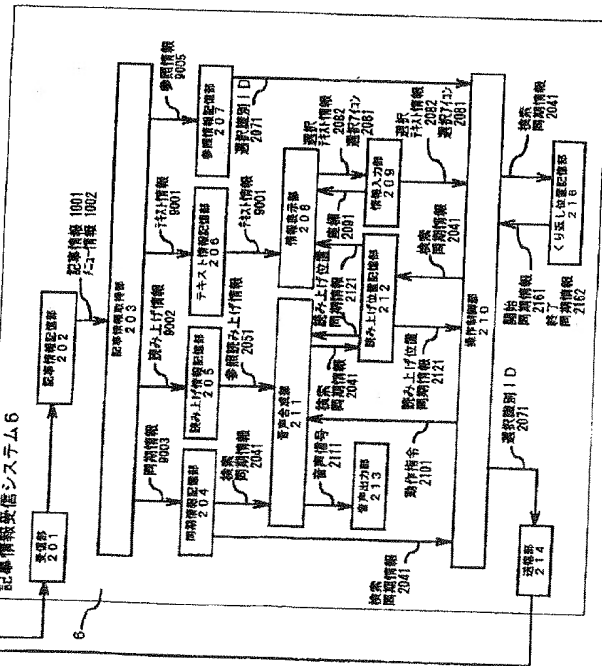 記事情報受信システム6
6
受信部
201
記事情報記憶部
202
記事情報 1001
メニュー情報 1002
記事情報取得部
203
同期情報
9003
読み上げ情報
9002
テキスト情報
9001
参照情報
9005
同期情報記憶部
204
読み上げ情報記憶部
205
テキスト情報記憶部
206
参照情報記憶部
207
検索
同期情報
2041
参照読み上げ情報
2051
テキスト情報
9001
選択識別ID
2071
音声合成部
211
情報表示部
208
選択
テキスト情報
2082
選択アイコン
2081
座標
2091
情報入力部
209
読み上げ位置
同期情報
2121
検索
同期情報
2041
読み上げ位置記憶部
212
検索
同期情報
2041
選択
テキスト情報
2082
選択アイコン
2081
音声信号
2111
音声出力部
213
動作指令
2101
読み上げ位置
同期情報
2121
検索
同期情報
2041
操作制御部
210
選択識別ID
2071
送信部
214
開始
同期情報
2161
終了
同期情報
2162
検索
同期情報
2041
くり返し位置記憶部
216